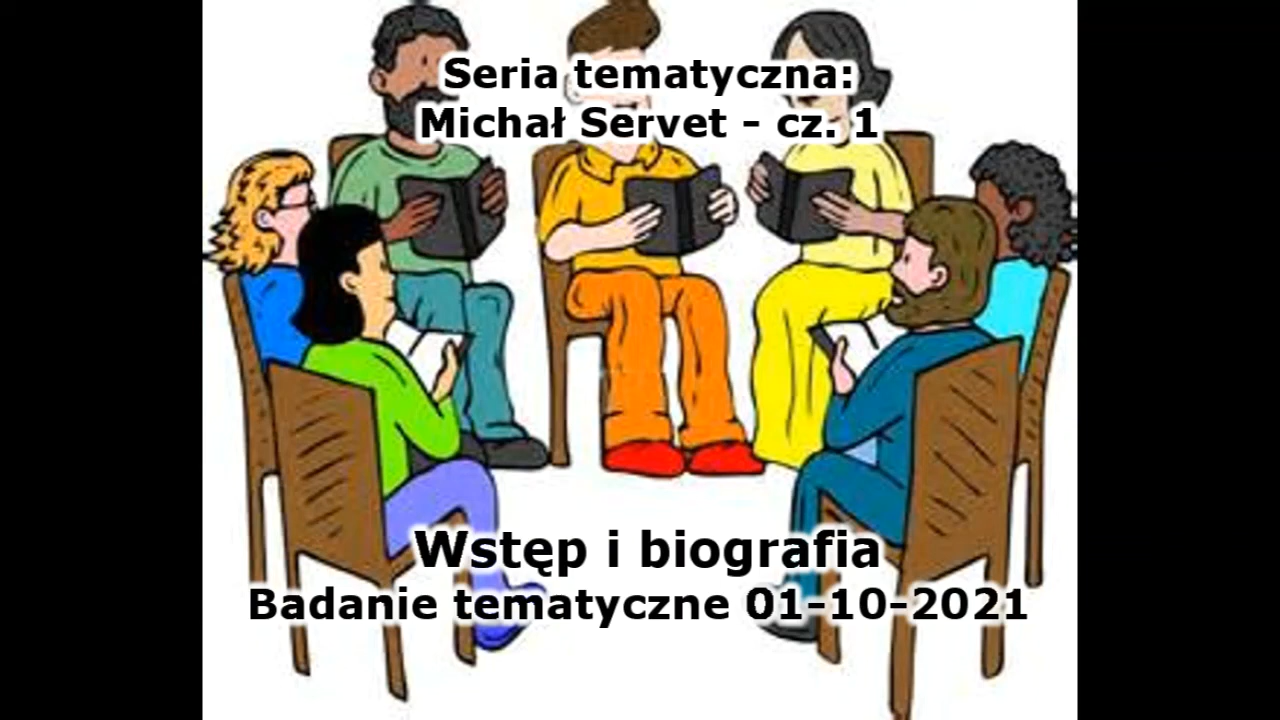 Seria tematyczna:
Michał Servet - cz. 1
Wstęp i biografia
Badanie tematyczne 01-10-2021